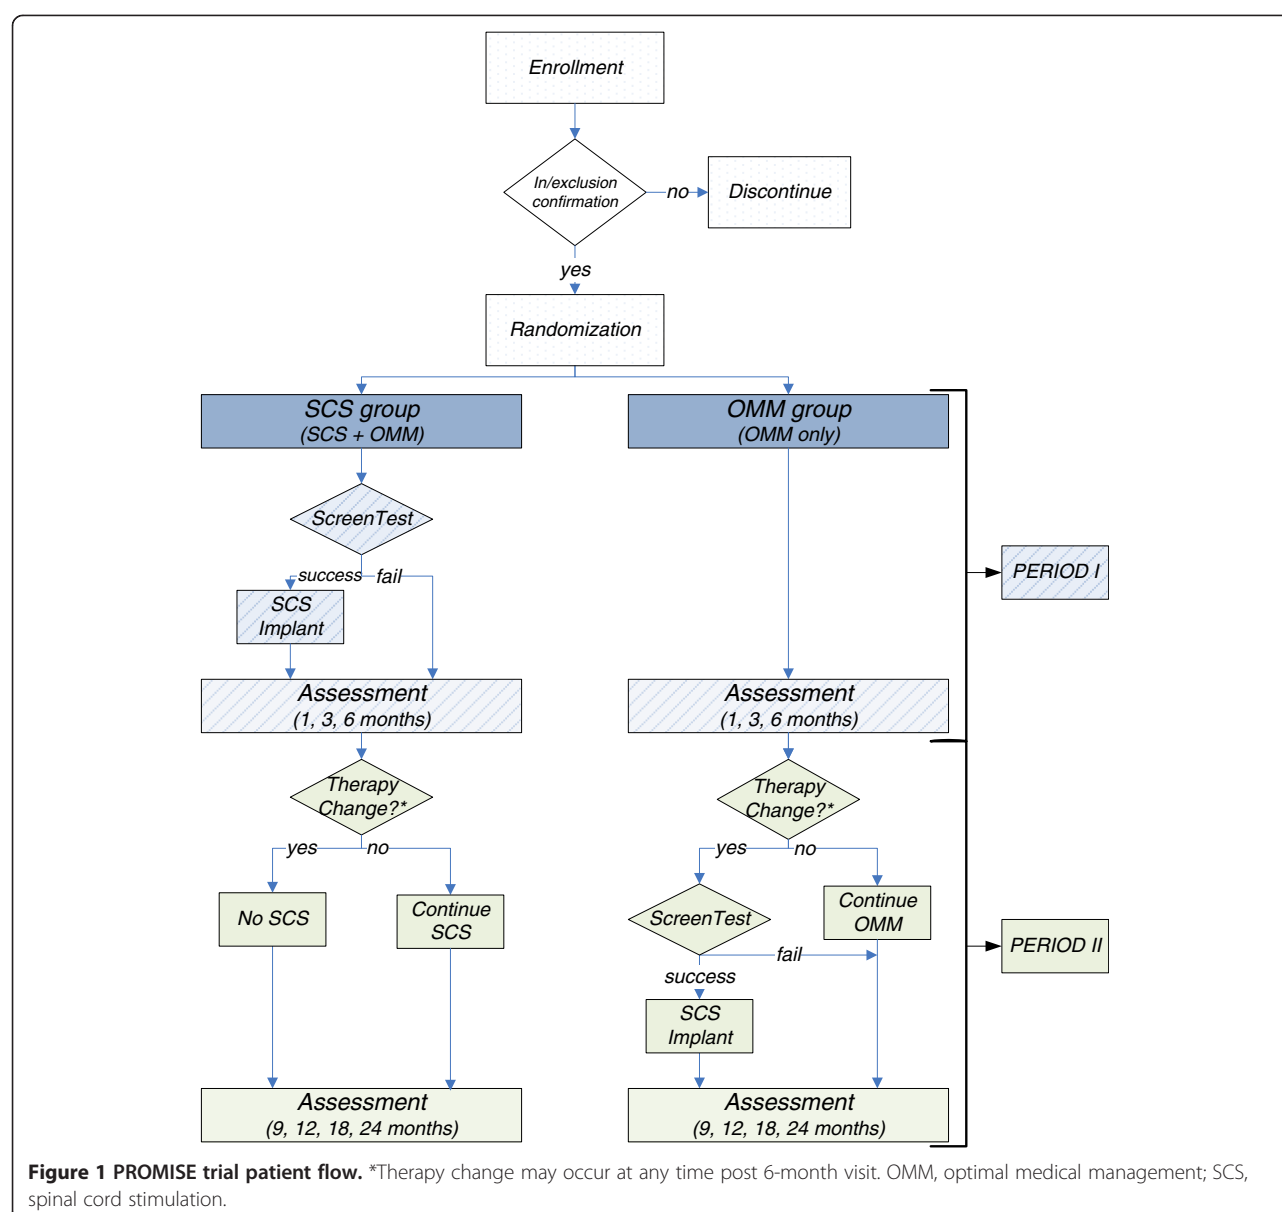 Enrollment
In/exclusion
confirmation
no
Discontinue
yes
Randomization
SCS group
(SCS + OMM)
OMM group
(OMM only)
ScreenTest
success
fail
SCS
Implant
PERIOD I
Assessment
(1, 3, 6 months)
Assessment
(1, 3, 6 months)
Therapy
Change?*
yes
no
No SCS
Continue
SCS
Therapy
Change?*
yes
no
ScreenTest
Continue
OMM
fail
success
SCS
Implant
PERIOD II
Assessment
(9, 12, 18, 24 months)
Assessment
(9, 12, 18, 24 months)
Figure 1 PROMISE trial patient flow. *Therapy change may occur at any time post 6-month visit. OMM, optimal medical management; SCS,
spinal cord stimulation.